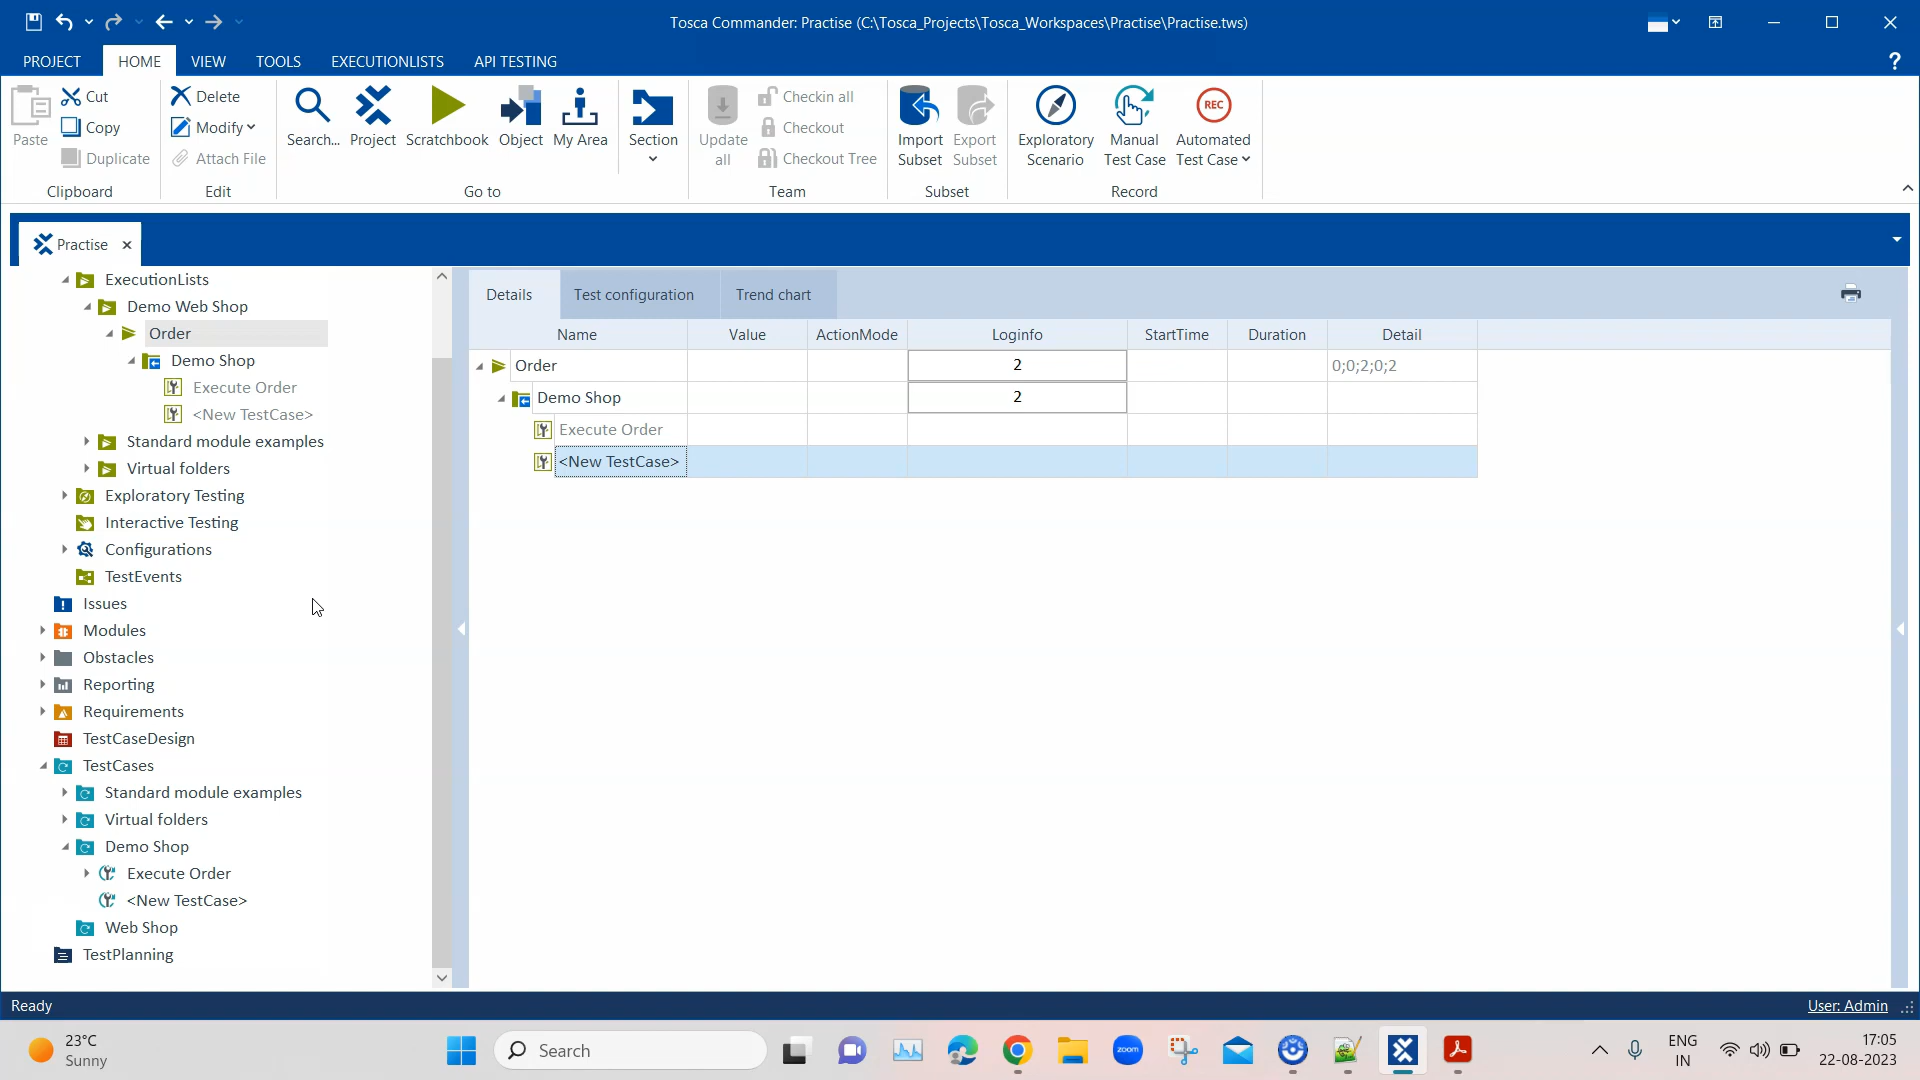 Tosca Commander: Practise (C:\Tosca_Projects\Tosca_Workspaces\Practise\Practise.tws)
PROJECT HOME VIEW TOOLS EXECUTIONLISTS API TESTING ?
Paste
Cut
Copy
Duplicate
Clipboard
Delete
Modify
Attach File
Edit
Search...
Project
Scratchbook
Object
My Area
Go to
Section
Update all
Checkin all
Checkout
Checkout Tree
Team
Import Subset
Export Subset
Subset
Exploratory Scenario
Manual Test Case
REC
Automated Test Case
Record
Practise
ExecutionLists
Demo Web Shop
Order
Demo Shop
Execute Order
<New TestCase>
Standard module examples
Virtual folders
Exploratory Testing
Interactive Testing
Configurations
TestEvents
Issues
Modules
Obstacles
Reporting
Requirements
TestCaseDesign
TestCases
Standard module examples
Virtual folders
Demo Shop
Execute Order
<New TestCase>
Web Shop
TestPlanning
Details Test configuration Trend chart
Name Value ActionMode Loginfo StartTime Duration Detail
Order 2 0;0;2;0;2
Demo Shop 2
Execute Order
<New TestCase>
Ready
User: Admin
23°C
Sunny
Search
zoom
ENG
IN
17:05
22-08-2023